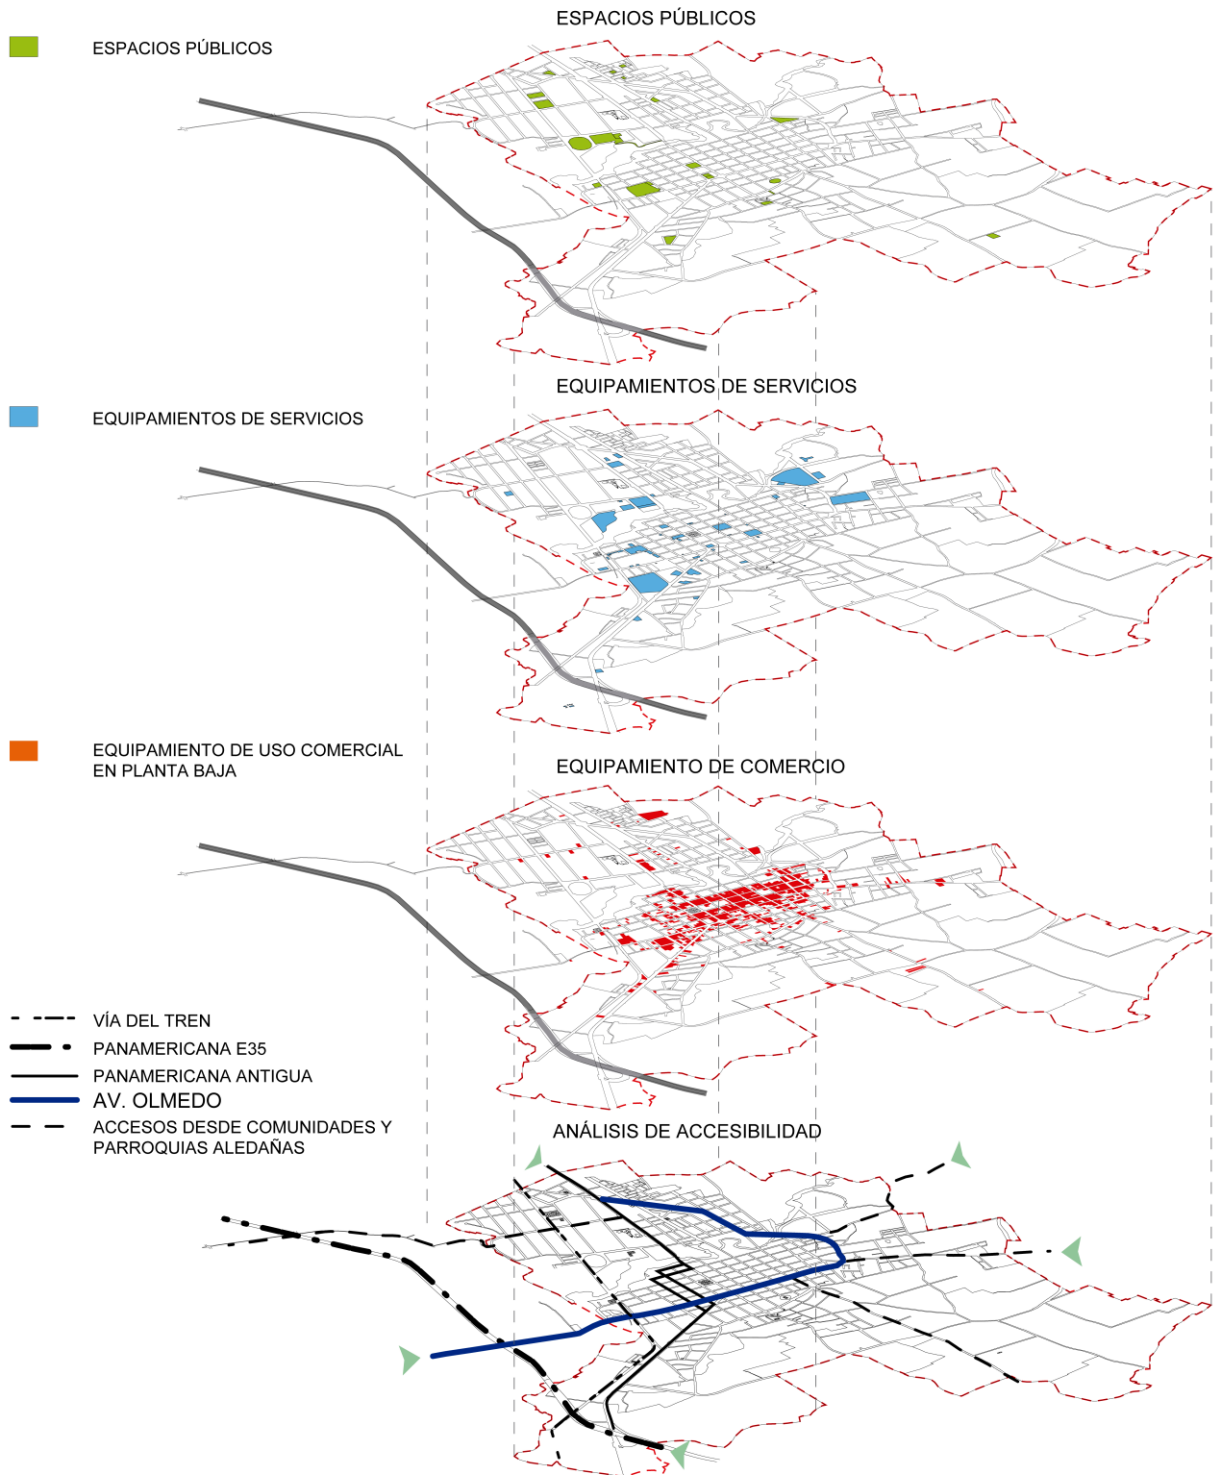 ESPACIOS PÚBLICOS
ESPACIOS PÚBLICOS
EQUIPAMIENTOS DE SERVICIOS
EQUIPAMIENTOS DE SERVICIOS
EQUIPAMIENTO DE USO COMERCIAL
EN PLANTA BAJA
EQUIPAMIENTO DE COMERCIO
VÍA DEL TREN
PANAMERICANA E35
PANAMERICANA ANTIGUA
AV. OLMEDO
ACCESOS DESDE COMUNIDADES Y
PARROQUIAS ALEDAÑAS
ANÁLISIS DE ACCESIBILIDAD